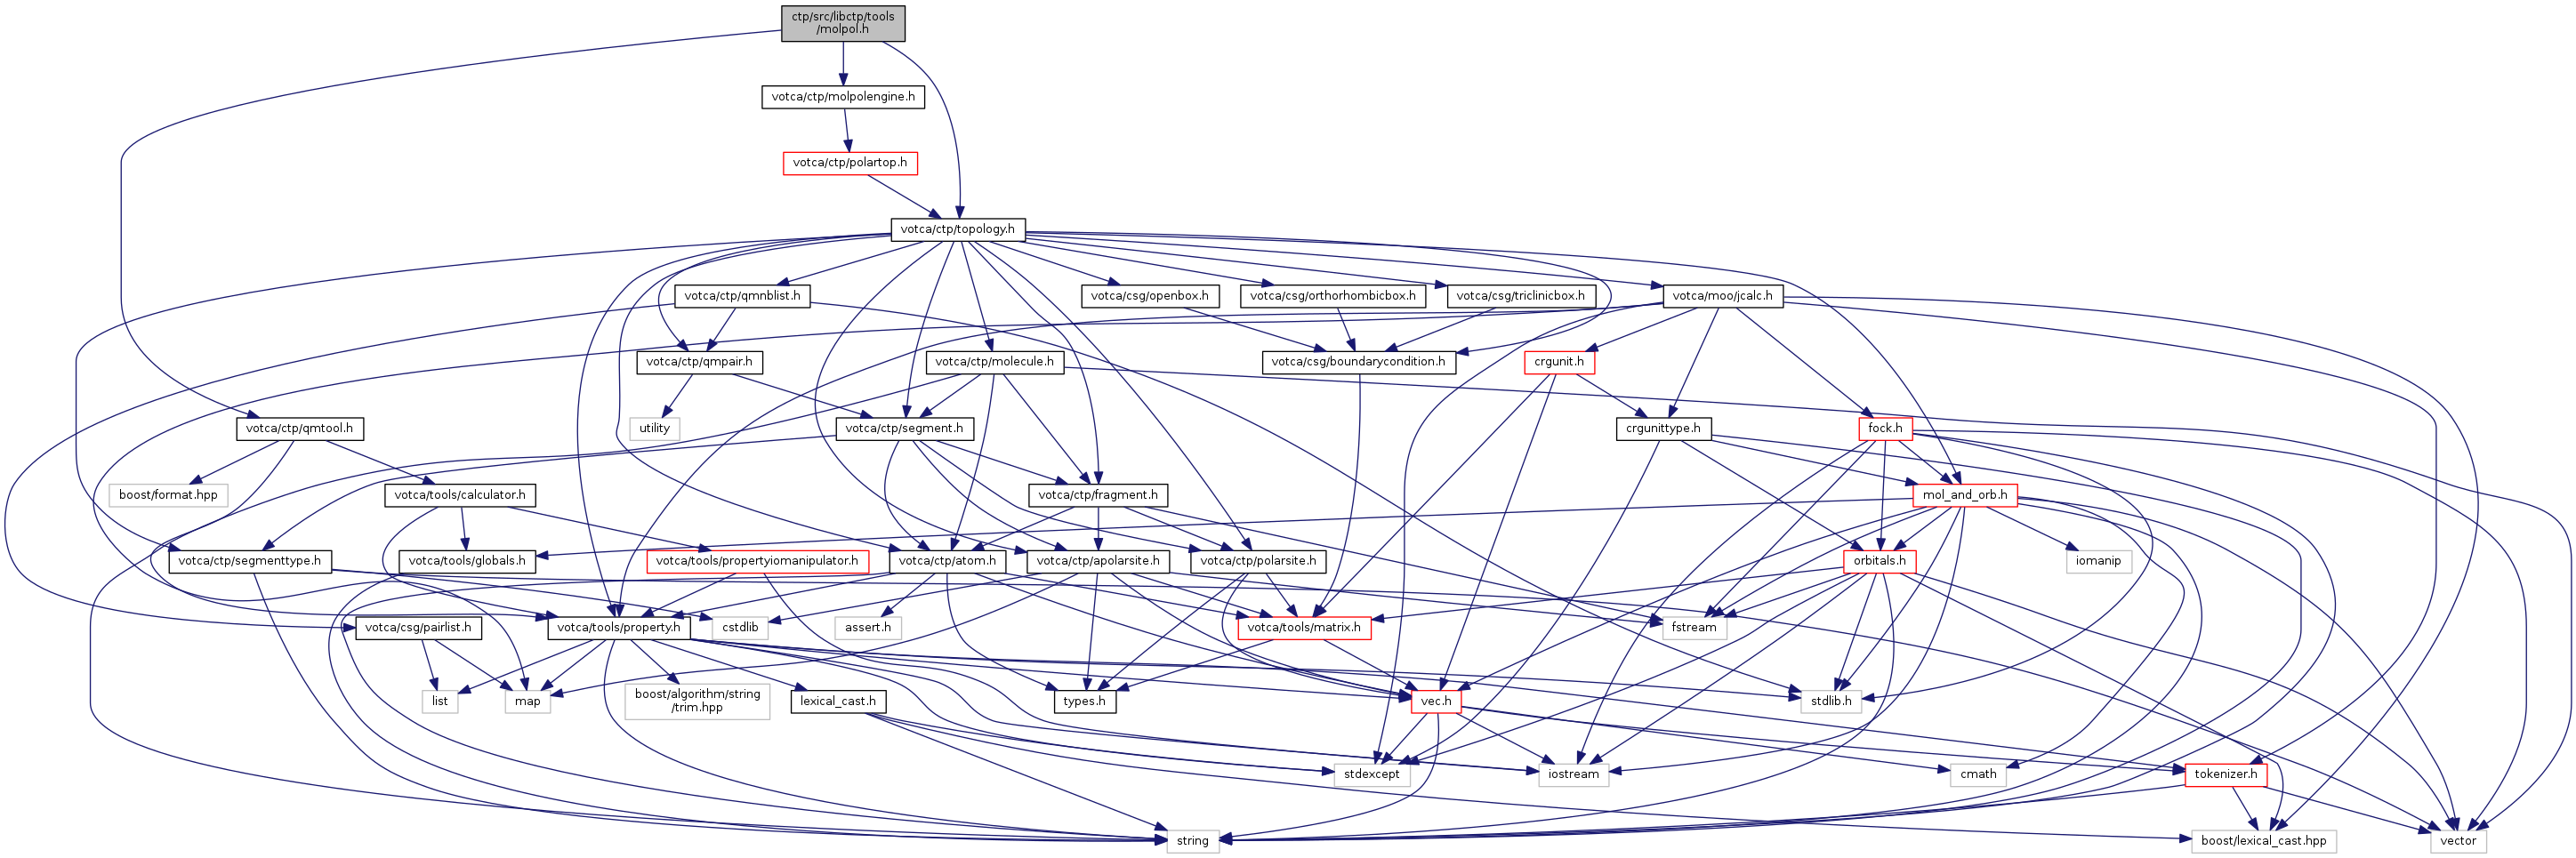 ctp/src/libctp/tools
/molpol.h
votca/ctp/molpolengine.h
votca/ctp/polartop.h
votca/ctp/topology.h
votca/ctp/qmnblist.h
votca/csg/openbox.h
votca/csg/orthorhombicbox.h
votca/csg/triclinicbox.h
votca/moo/jcalc.h
votca/ctp/qmpair.h
votca/ctp/molecule.h
votca/csg/boundarycondition.h
crgunit.h
votca/ctp/qmtool.h
utility
votca/ctp/segment.h
crgunittype.h
fock.h
boost/format.hpp
votca/tools/calculator.h
votca/ctp/fragment.h
mol_and_orb.h
votca/ctp/segmenttype.h
votca/tools/globals.h
votca/tools/propertyiomanipulator.h
votca/ctp/atom.h
votca/ctp/apolarsite.h
votca/ctp/polarsite.h
orbitals.h
iomanip
votca/csg/pairlist.h
votca/tools/property.h
cstdlib
assert.h
votca/tools/matrix.h
fstream
list
map
boost/algorithm/string
/trim.hpp
lexical_cast.h
types.h
vec.h
stdlib.h
stdexcept
iostream
cmath
tokenizer.h
string
boost/lexical_cast.hpp
vector